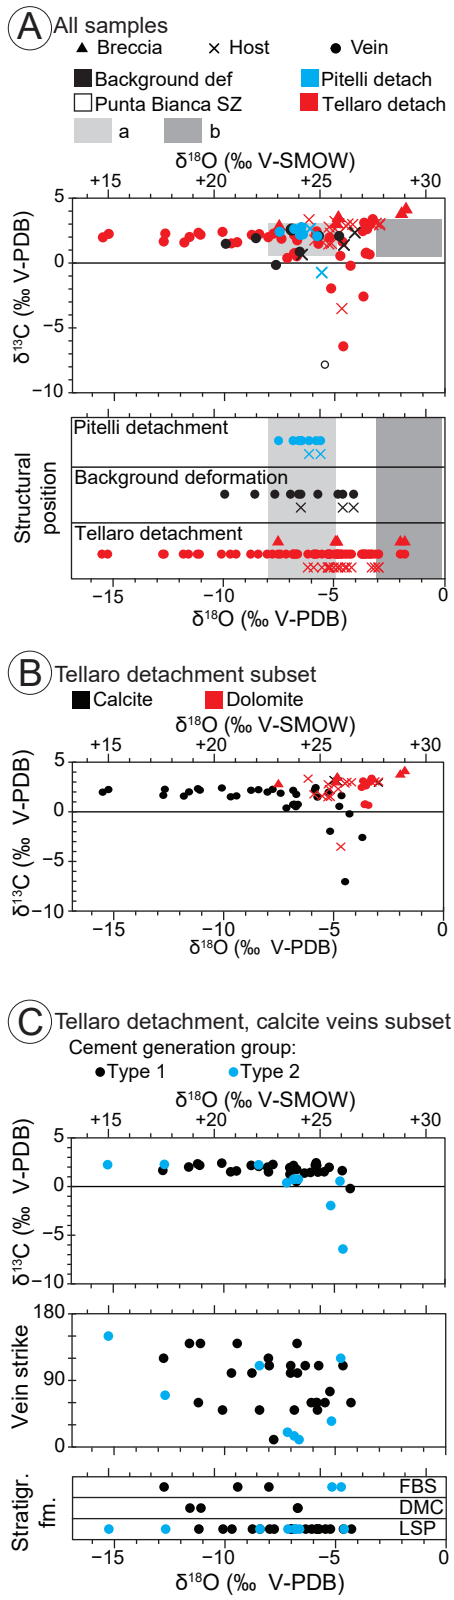 A All samples
Breccia Host Vein
Background def Pitelli detach
Punta Bianca SZ Tellaro detach
a b
δ18O (‰ V-SMOW)
+15 +20 +25 +30
5
0
−5
−10
δ13C (‰ V-PDB)
Pitelli detachment
Background deformation
Tellaro detachment
Structural
position
−15 −10 −5 0
δ18O (‰ V-PDB)
B Tellaro detachment subset
Calcite Dolomite
δ18O (‰ V-SMOW)
+15 +20 +25 +30
5
0
−5
−10
δ13C (‰ V-PDB)
−15 −10 −5 0
δ18O (‰ V-PDB)
C Tellaro detachment, calcite veins subset
Cement generation group:
Type 1 Type 2
δ18O (‰ V-SMOW)
+15 +20 +25 +30
5
0
−5
−10
δ13C (‰ V-PDB)
180
90
0
Vein strike
FBS
DMC
LSP
Stratigr.
fm.
−15 −10 −5 0
δ18O (‰ V-PDB)